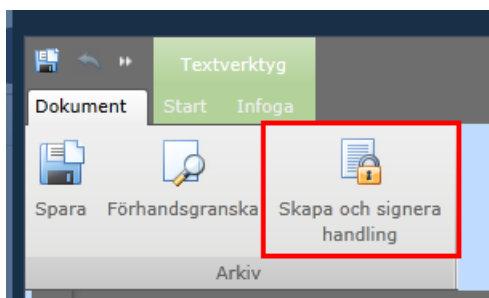 Textverktyg
Dokument Start Infoga
Spara Förhandsgranska Skapa och signera
handling
Arkiv